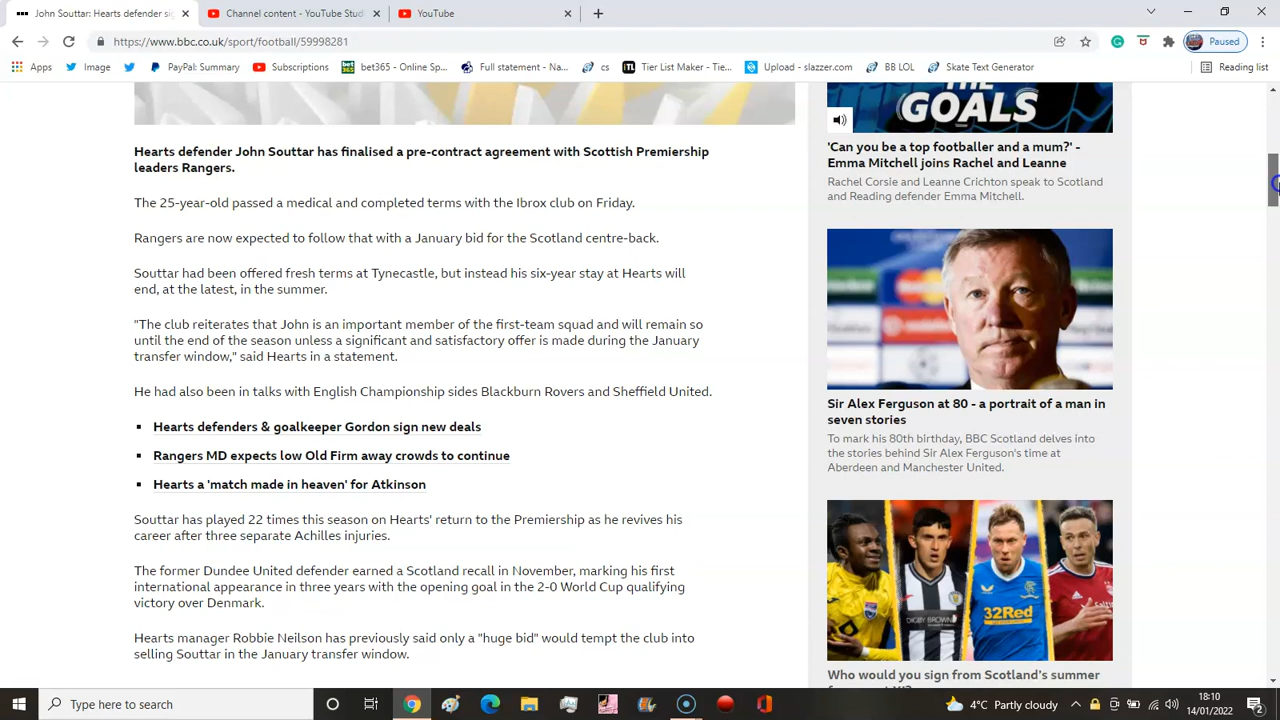 John Souttar: Hearts defender si
Channel content - YouTube Stud
YouTube
https://www.bbc.co.uk/sport/football/59998281
Paused
Apps
Image
PayPal: Summary
Subscriptions
bet365 - Online Sp...
Full statement - Na...
cs
Tier List Maker - Tie...
Upload - slazzer.com
BB LOL
Skate Text Generator
Reading list
Hearts defender John Souttar has finalised a pre-contract agreement with Scottish Premiership
leaders Rangers.
The 25-year-old passed a medical and completed terms with the Ibrox club on Friday.
Rangers are now expected to follow that with a January bid for the Scotland centre-back.
Souttar had been offered fresh terms at Tynecastle, but instead his six-year stay at Hearts will
end, at the latest, in the summer.
"The club reiterates that John is an important member of the first-team squad and will remain so
until the end of the season unless a significant and satisfactory offer is made during the January
transfer window," said Hearts in a statement.
He had also been in talks with English Championship sides Blackburn Rovers and Sheffield United.
Hearts defenders & goalkeeper Gordon sign new deals
Rangers MD expects low Old Firm away crowds to continue
Hearts a 'match made in heaven' for Atkinson
Souttar has played 22 times this season on Hearts' return to the Premiership as he revives his
career after three separate Achilles injuries.
The former Dundee United defender earned a Scotland recall in November, marking his first
international appearance in three years with the opening goal in the 2-0 World Cup qualifying
victory over Denmark.
Hearts manager Robbie Neilson has previously said only a "huge bid" would tempt the club into
selling Souttar in the January transfer window.
GOALS
'Can you be a top footballer and a mum?' -
Emma Mitchell joins Rachel and Leanne
Rachel Corsie and Leanne Crichton speak to Scotland
and Reading defender Emma Mitchell.
Sir Alex Ferguson at 80 - a portrait of a man in
seven stories
To mark his 80th birthday, BBC Scotland delves into
the stories behind Sir Alex Ferguson's time at
Aberdeen and Manchester United.
DIGBY BROWN
32Red
Who would you sign from Scotland's summer
Type here to search
4°C Partly cloudy
18:10
14/01/2022
2